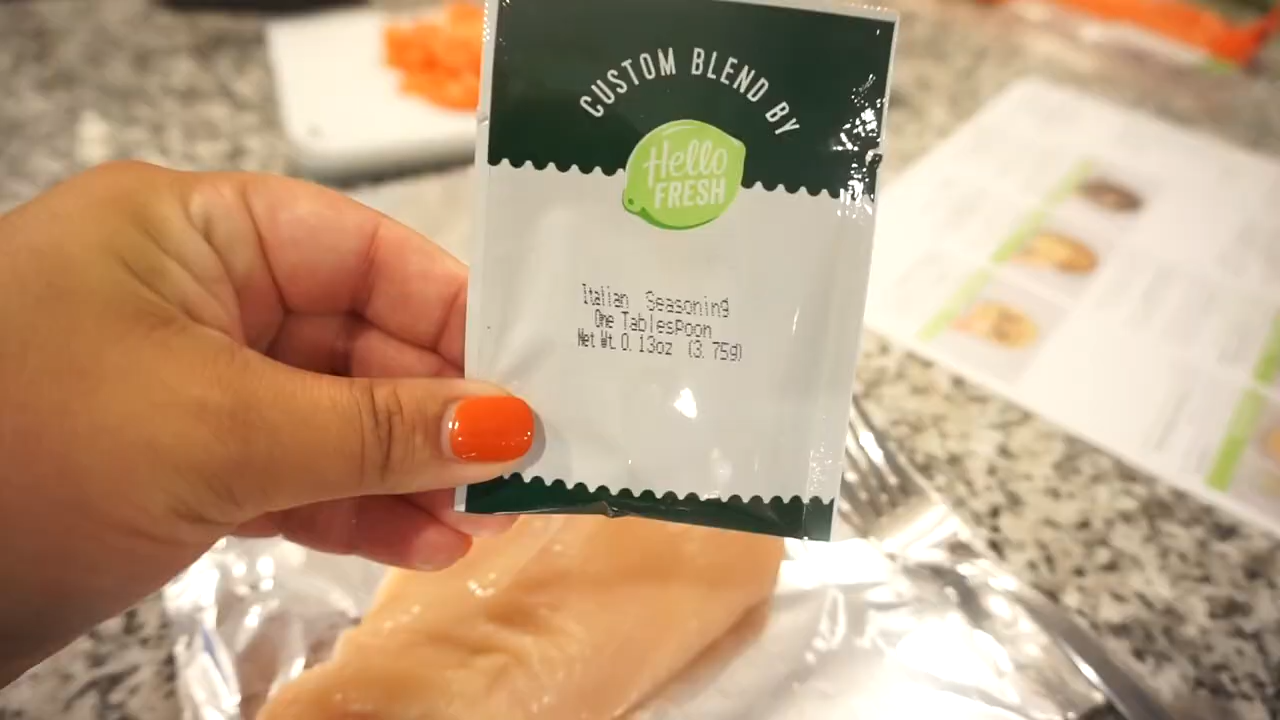 CUSTOM BLEND BY
Hello
FRESH
Italian Seasoning
One Tablespoon
Net Wt. 0.13oz (3.75g)